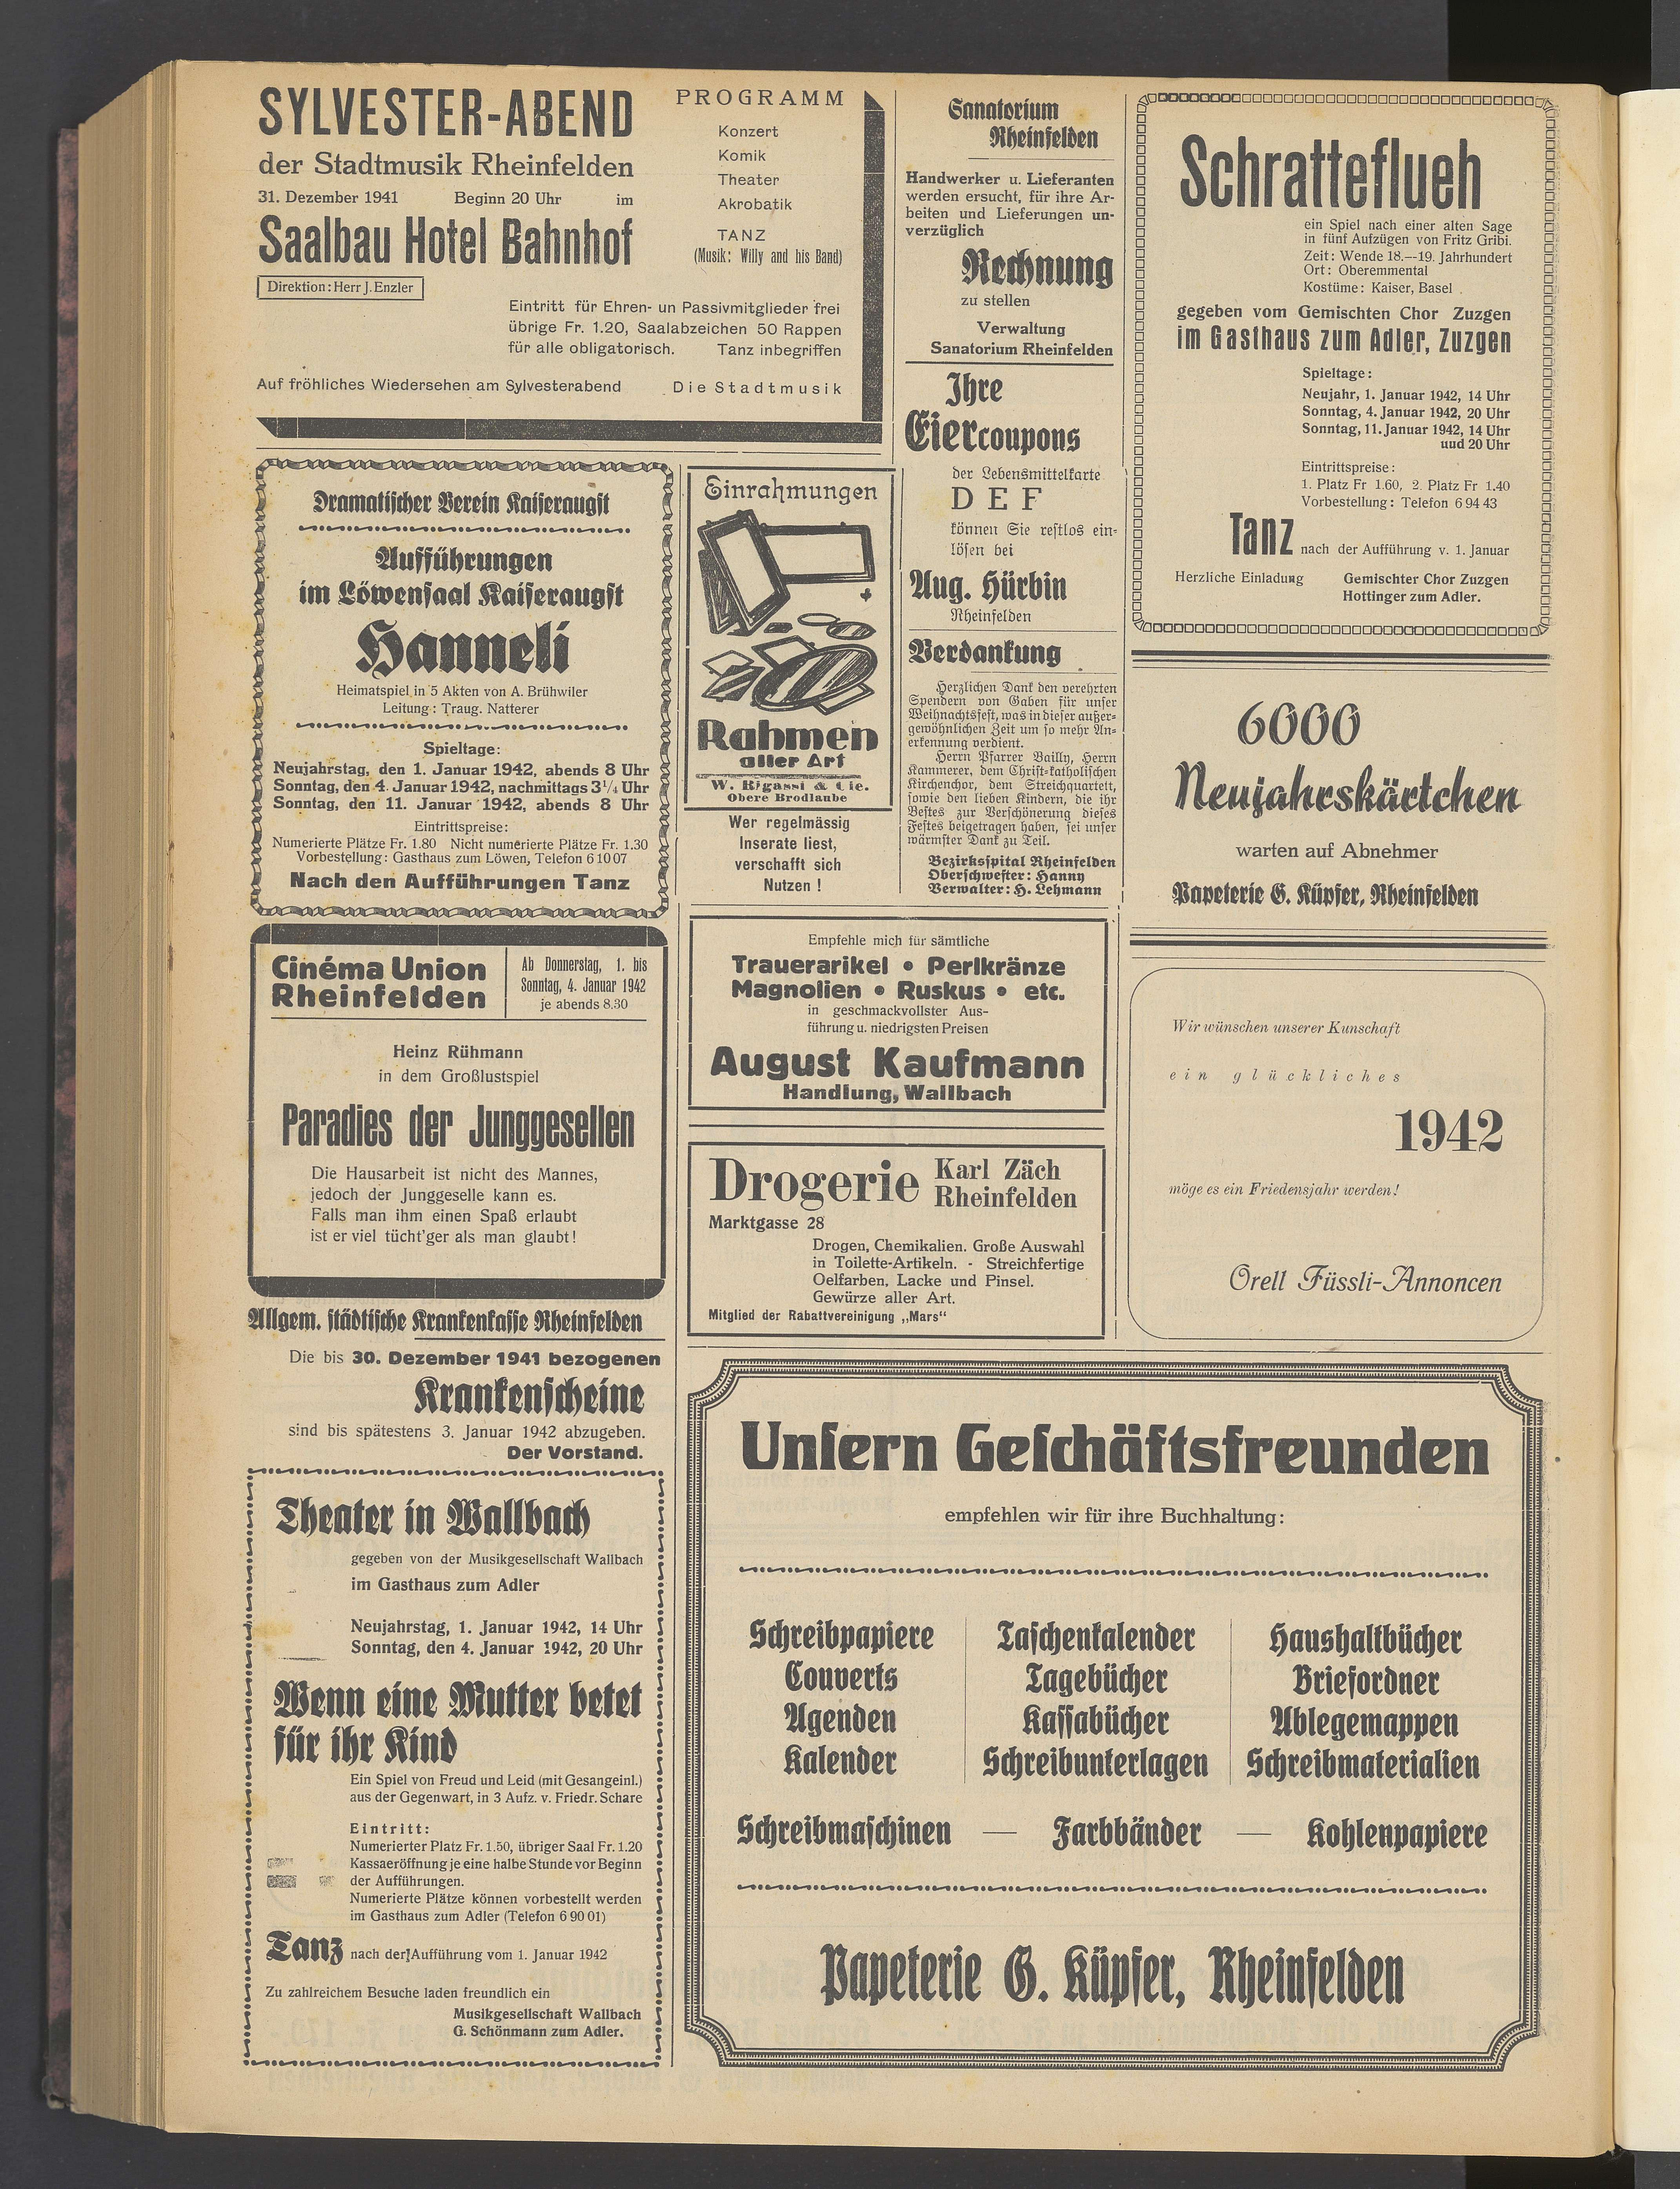 SYLVESTER-ABEND
der Stadtmusik Rheinfelden
31. Dezember 1941 Beginn 20 Uhr im
Saalbau Hotel Bahnhof
Direktion: Herr J. Enzler
PROGRAMM
Konzert
Komik
Theater
Akrobatik
TANZ
(Musik: Willy and his Band)
Eintritt für Ehren- un Passivmitglieder frei
übrige Fr. 1.20, Saalabzeichen 50 Rappen
für alle obligatorisch. Tanz inbegriffen
Auf fröhliches Wiedersehen am Sylvesterabend Die Stadtmusik
Dramatischer Verein Kaiseraugst
Aufführungen
im Löwensaal Kaiseraugst
Hanneli
Heimatspiel in 5 Akten von A. Brühwiler
Leitung: Traug. Natterer
Spieltage:
Neujahrstag, den 1. Januar 1942, abends 8 Uhr
Sonntag, den 4. Januar 1942, nachmittags 3¼ Uhr
Sonntag, den 11. Januar 1942, abends 8 Uhr
Eintrittspreise:
Numerierte Plätze Fr. 1.80 Nicht numerierte Plätze Fr. 1.30
Vorbestellung: Gasthaus zum Löwen, Telefon 6 10 07
Nach den Aufführungen Tanz
Cinéma Union
Rheinfelden
Ab Donnerstag, 1. bis
Sonntag, 4. Januar 1942
je abends 8.30
Heinz Rühmann
in dem Großlustspiel
Paradies der Junggesellen
Die Hausarbeit ist nicht des Mannes,
jedoch der Junggeselle kann es.
Falls man ihm einen Spaß erlaubt
ist er viel tücht'ger als man glaubt!
Allgem. städtische Krankenkasse Rheinfelden
Die bis 30. Dezember 1941 bezogenen
Krankenscheine
sind bis spätestens 3. Januar 1942 abzugeben.
Der Vorstand.
Theater in Wallbach
gegeben von der Musikgesellschaft Wallbach
im Gasthaus zum Adler
Neujahrstag, 1. Januar 1942, 14 Uhr
Sonntag, den 4. Januar 1942, 20 Uhr
Wenn eine Mutter betet
für ihr Kind
Ein Spiel von Freud und Leid (mit Gesangeinl.)
aus der Gegenwart, in 3 Aufz. v. Friedr. Schare
Eintritt:
Numerierter Platz Fr. 1.50, übriger Saal Fr. 1.20
Kassaeröffnung je eine halbe Stunde vor Beginn
der Aufführungen.
Numerierte Plätze können vorbestellt werden
im Gasthaus zum Adler (Telefon 6 90 01)
Tanz nach der Aufführung vom 1. Januar 1942
Zu zahlreichem Besuche laden freundlich ein
Musikgesellschaft Wallbach
G. Schönmann zum Adler.
Einrahmungen
Rahmen
aller Art
W. Rigassi & Cie.
Obere Brodlaube
Wer regelmässig
Inserate liest,
verschafft sich
Nutzen!
Sanatorium
Rheinfelden
Handwerker u. Lieferanten
werden ersucht, für ihre Ar-
beiten und Lieferungen un-
verzüglich
Rechnung
zu stellen
Verwaltung
Sanatorium Rheinfelden
Ihre
Eiercoupons
der Lebensmittelkarte
D E F
können Sie restlos ein-
lösen bei
Aug. Hürbin
Rheinfelden
Verdankung
Herzlichen Dank den verehrten
Spendern von Gaben für unser
Weihnachtsfest, was in dieser außer-
gewöhnlichen Zeit um so mehr An-
erkennung verdient.
Herrn Pfarrer Bailly, Herrn
Kammerer, dem Christ-katholischen
Kirchenchor, dem Streichquartett,
sowie den lieben Kindern, die ihr
Bestes zur Verschönerung dieses
Festes beigetragen haben, sei unser
wärmster Dank zu Teil.
Bezirksspital Rheinfelden
Oberschwester: Hanny
Verwalter: H. Lehmann
Empfehle mich für sämtliche
Trauerarikel • Perlkränze
Magnolien • Ruskus • etc.
in geschmackvollster Aus-
führung u. niedrigsten Preisen
August Kaufmann
Handlung, Wallbach
Drogerie Karl Zäch
Rheinfelden
Marktgasse 28
Drogen, Chemikalien. Große Auswahl
in Toilette-Artikeln. - Streichfertige
Oelfarben, Lacke und Pinsel.
Gewürze aller Art.
Mitglied der Rabattvereinigung „Mars“
Schratteflueh
ein Spiel nach einer alten Sage
in fünf Aufzügen von Fritz Gribi.
Zeit: Wende 18.--19. Jahrhundert
Ort: Oberemmental
Kostüme: Kaiser, Basel
gegeben vom Gemischten Chor Zuzgen
im Gasthaus zum Adler, Zuzgen
Spieltage:
Neujahr, 1. Januar 1942, 14 Uhr
Sonntag, 4. Januar 1942, 20 Uhr
Sonntag, 11. Januar 1942, 14 Uhr
uud 20 Uhr
Eintrittspreise:
1. Platz Fr 1.60, 2. Platz Fr 1.40
Vorbestellung: Telefon 6 94 43
Tanz nach der Aufführung v. 1. Januar
Herzliche Einladung Gemischter Chor Zuzgen
Hottinger zum Adler.
6000
Neujahrskärtchen
warten auf Abnehmer
Papeterie G. Küpfer, Rheinfelden
Wir wünschen unserer Kunschaft
ein glückliches
1942
möge es ein Friedensjahr werden!
Orell Füssli-Annoncen
Unsern Geschäftsfreunden
empfehlen wir für ihre Buchhaltung:
Schreibpapiere
Couverts
Agenden
Kalender
Taschenkalender
Tagebücher
Kassabücher
Schreibunterlagen
Haushaltbücher
Briefordner
Ablegemappen
Schreibmaterialien
Schreibmaschinen — Farbbänder — Kohlenpapiere
Papeterie G. Küpfer, Rheinfelden